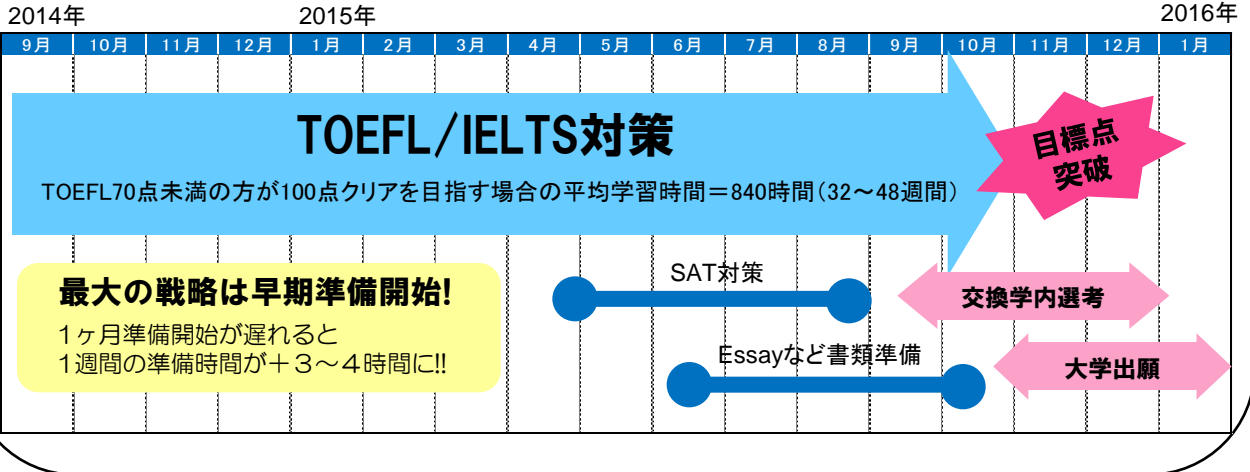 2014年 2015年 2016年
9月 10月 11月 12月 1月 2月 3月 4月 5月 6月 7月 8月 9月 10月 11月 12月 1月
TOEFL/IELTS対策
TOEFL70点未満の方が100点クリアを目指す場合の平均学習時間＝840時間（32～48週間）
目標点
突破
最大の戦略は早期準備開始!
1ヶ月準備開始が遅れると
1週間の準備時間が＋3～4時間に!!
SAT対策
交換学内選考
Essayなど書類準備
大学出願